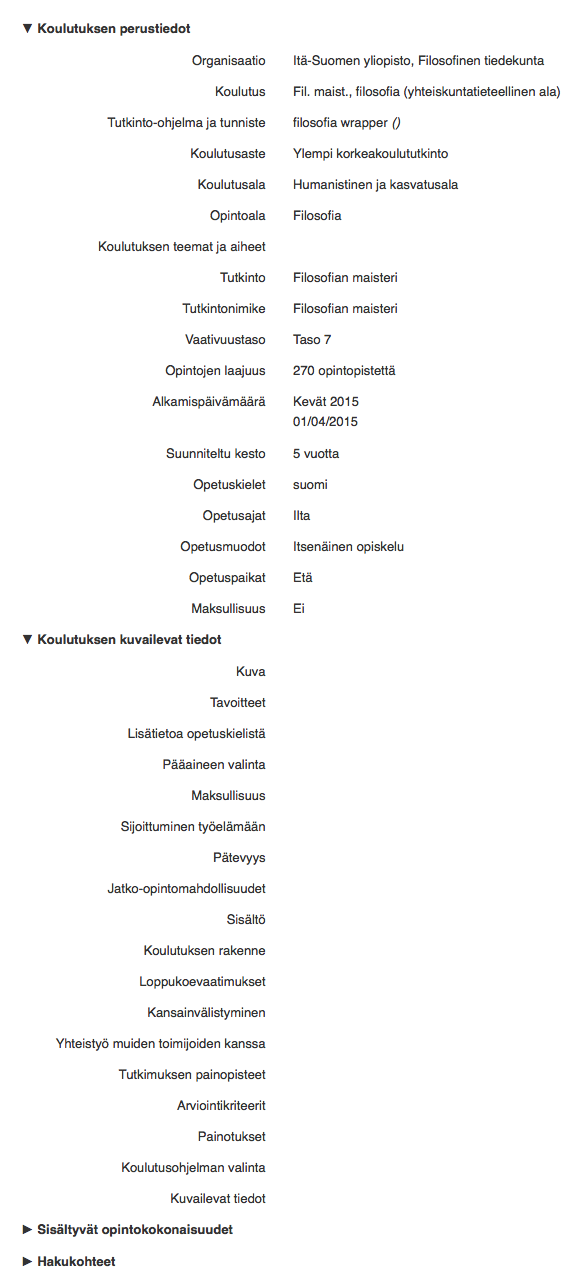 ▼ Koulutuksen perustiedot
Organisaatio Itä-Suomen yliopisto, Filosofinen tiedekunta
Koulutus Fil. maist., filosofia (yhteiskuntatieteellinen ala)
Tutkinto-ohjelma ja tunniste filosofia wrapper ()
Koulutusaste Ylempi korkeakoulututkinto
Koulutusala Humanistinen ja kasvatusala
Opintoala Filosofia
Koulutuksen teemat ja aiheet
Tutkinto Filosofian maisteri
Tutkintonimike Filosofian maisteri
Vaativuustaso Taso 7
Opintojen laajuus 270 opintopistettä
Alkamispäivämäärä Kevät 2015
01/04/2015
Suunniteltu kesto 5 vuotta
Opetuskielet suomi
Opetusajat Ilta
Opetusmuodot Itsenäinen opiskelu
Opetuspaikat Etä
Maksullisuus Ei
▼ Koulutuksen kuvailevat tiedot
Kuva
Tavoitteet
Lisätietoa opetuskielistä
Pääaineen valinta
Maksullisuus
Sijoittuminen työelämään
Pätevyys
Jatko-opintomahdollisuudet
Sisältö
Koulutuksen rakenne
Loppukoevaatimukset
Kansainvälistyminen
Yhteistyö muiden toimijoiden kanssa
Tutkimuksen painopisteet
Arviointikriteerit
Painotukset
Koulutusohjelman valinta
Kuvailevat tiedot
▶ Sisältyvät opintokokonaisuudet
▶ Hakukohteet